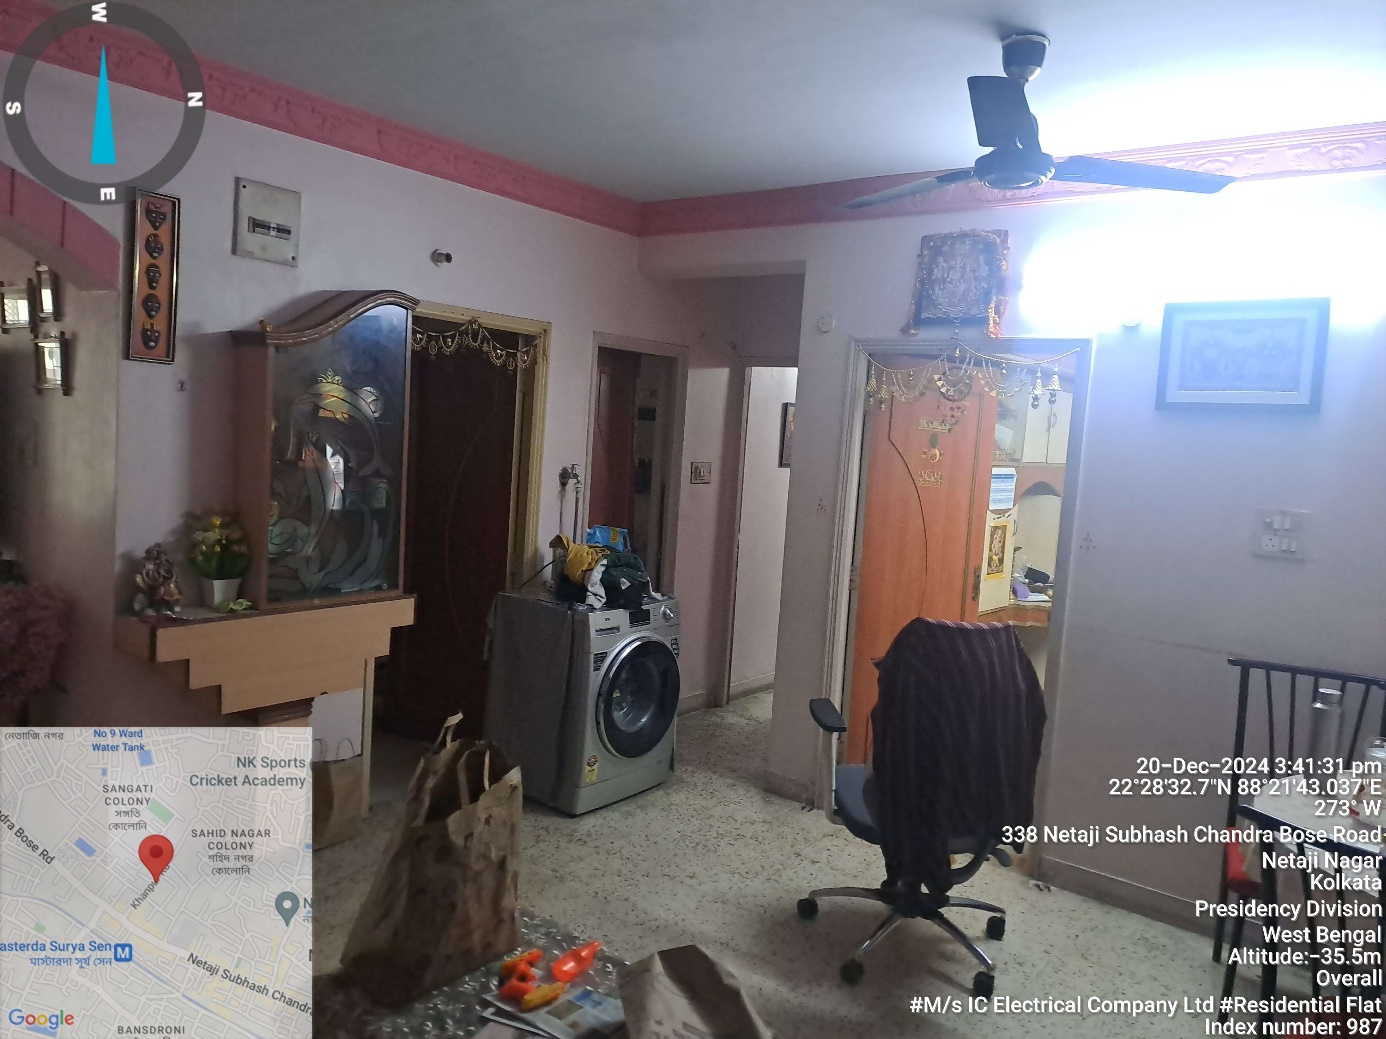 W
N
S
E
নেতাাজি নগর
No 9 Ward
Water Tank
NK Sports
Cricket Academy
SANGATI
COLONY
সঙ্গতি
কোলোনি
dra Bose Rd
SAHID NAGAR
COLONY
শহিদ নগর
কোলোনি
Khanpur
asterda Surya Sen
মাস্টারদা সূর্য সেন
M
Netaji Subhash Chandra
Google
BANSDRONI
20-Dec-2024 3:41:31 pm
22°28'32.7"N 88°21'43.037"E
273° W
338 Netaji Subhash Chandra Bose Road
Netaji Nagar
Kolkata
Presidency Division
West Bengal
Altitude:-35.5m
Overall
#M/s IC Electrical Company Ltd #Residential Flat
Index number: 987